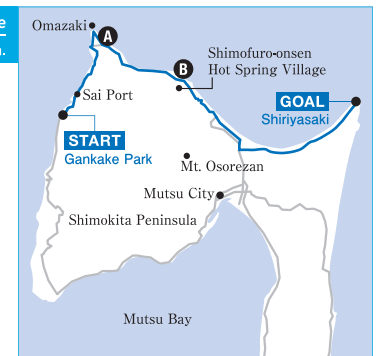 e
n.
Omazaki
A
Shimofuro-onsen
Hot Spring Village
B
Sai Port
GOAL
Shiriyasaki
START
Gankake Park
Mt. Osorezan
Mutsu City
Shimokita Peninsula
Mutsu Bay